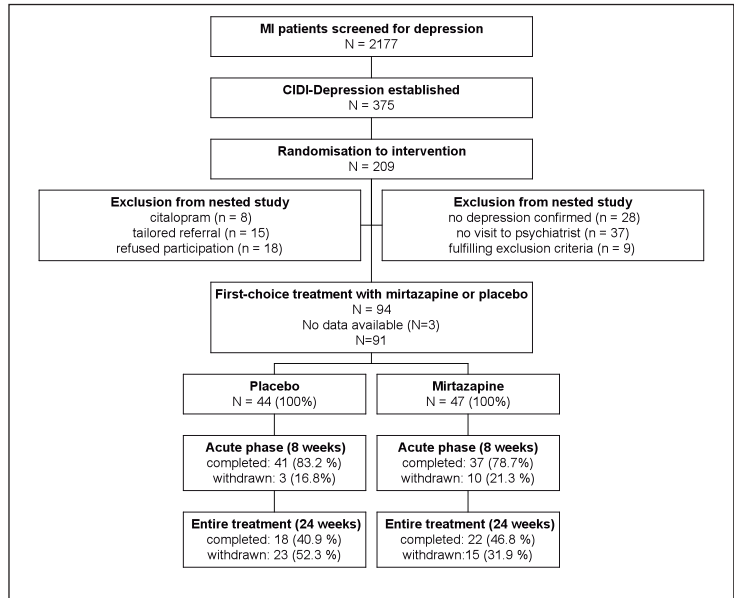 MI patients screened for depression
N = 2177
CIDI-Depression established
N = 375
Randomisation to intervention
N = 209
Exclusion from nested study
citalopram (n = 8)
tailored referral (n = 15)
refused participation (n = 18)
Exclusion from nested study
no depression confirmed (n = 28)
no visit to psychiatrist (n = 37)
fulfilling exclusion criteria (n = 9)
First-choice treatment with mirtazapine or placebo
N = 94
No data available (N=3)
N=91
Placebo
N = 44 (100%)
Mirtazapine
N = 47 (100%)
Acute phase (8 weeks)
completed: 41 (83.2 %)
withdrawn: 3 (16.8%)
Acute phase (8 weeks)
completed: 37 (78.7%)
withdrawn: 10 (21.3 %)
Entire treatment (24 weeks)
completed: 18 (40.9 %)
withdrawn: 23 (52.3 %)
Entire treatment (24 weeks)
completed: 22 (46.8 %)
withdrawn:15 (31.9 %)